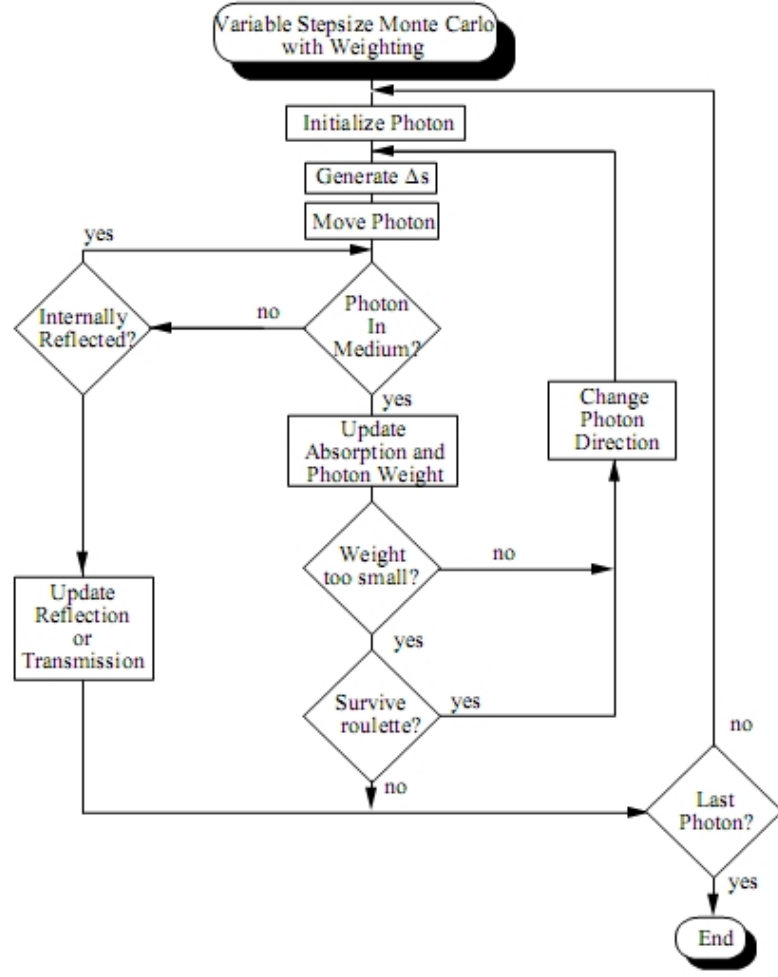 Variable Stepsize Monte Carlo
with Weighting
Initialize Photon
Generate Δs
Move Photon
yes
Internally
Reflected?
no
Photon
In
Medium?
yes
Change
Photon
Direction
Update
Absorption and
Photon Weight
Weight
too small?
no
Update
Reflection
or
Transmission
yes
Survive
roulette?
yes
no
no
Last
Photon?
yes
End